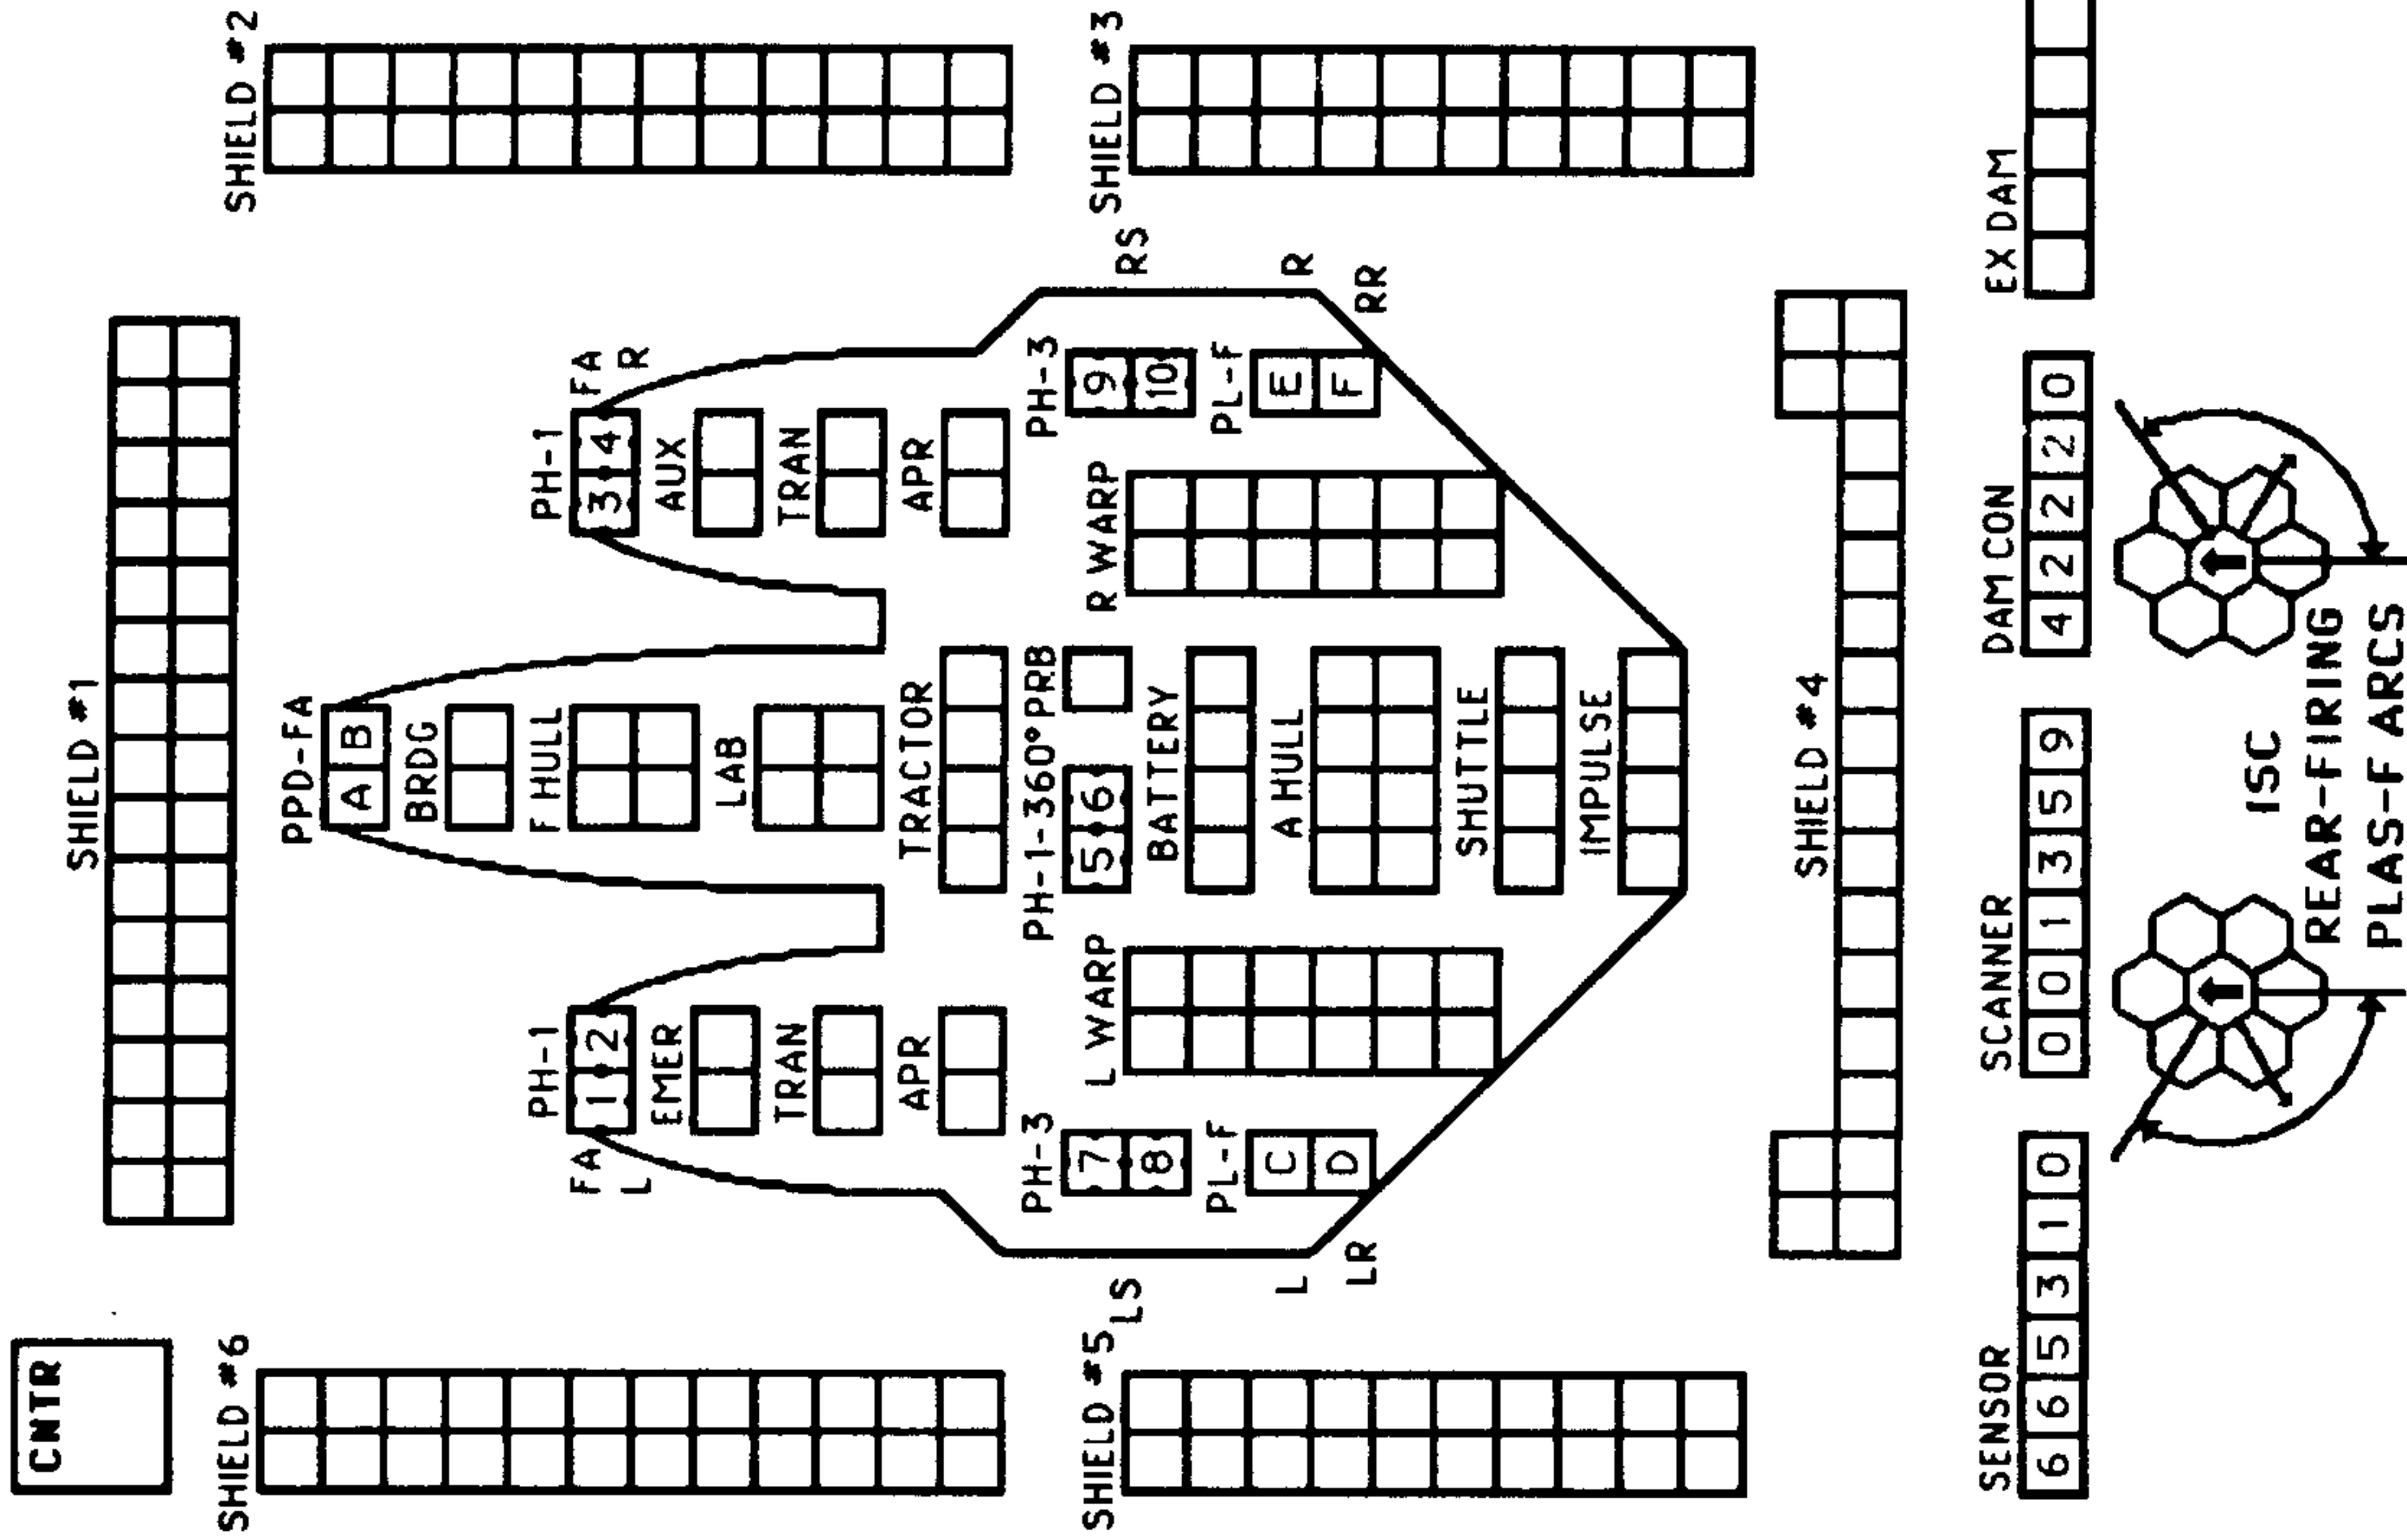 CNTR
SHIELD #1
SHIELD #6
SHIELD #2
PPD-FA
A B
BRDG
F HULL
LAB
PH-1
1 2
FA
L
PH-1
3 4
FA
R
EMER
AUX
TRAN
TRAN
APR
TRACTOR
APR
PH-3
7
8
PH-1-360°
5 6
PRB
PH-3
9
10
SHIELD #5
LS
L WARP
BATTERY
R WARP
RS
SHIELD #3
PL-F
C
D
A HULL
PL-F
E
F
L
LR
R
RR
SHUTTLE
IMPULSE
SHIELD #4
SENSOR
6 6 5 3 1 0
SCANNER
0 0 1 3 5 9
DAM CON
4 2 2 2 0
EX DAM
ISC
REAR-FIRING
PLAS-F ARCS